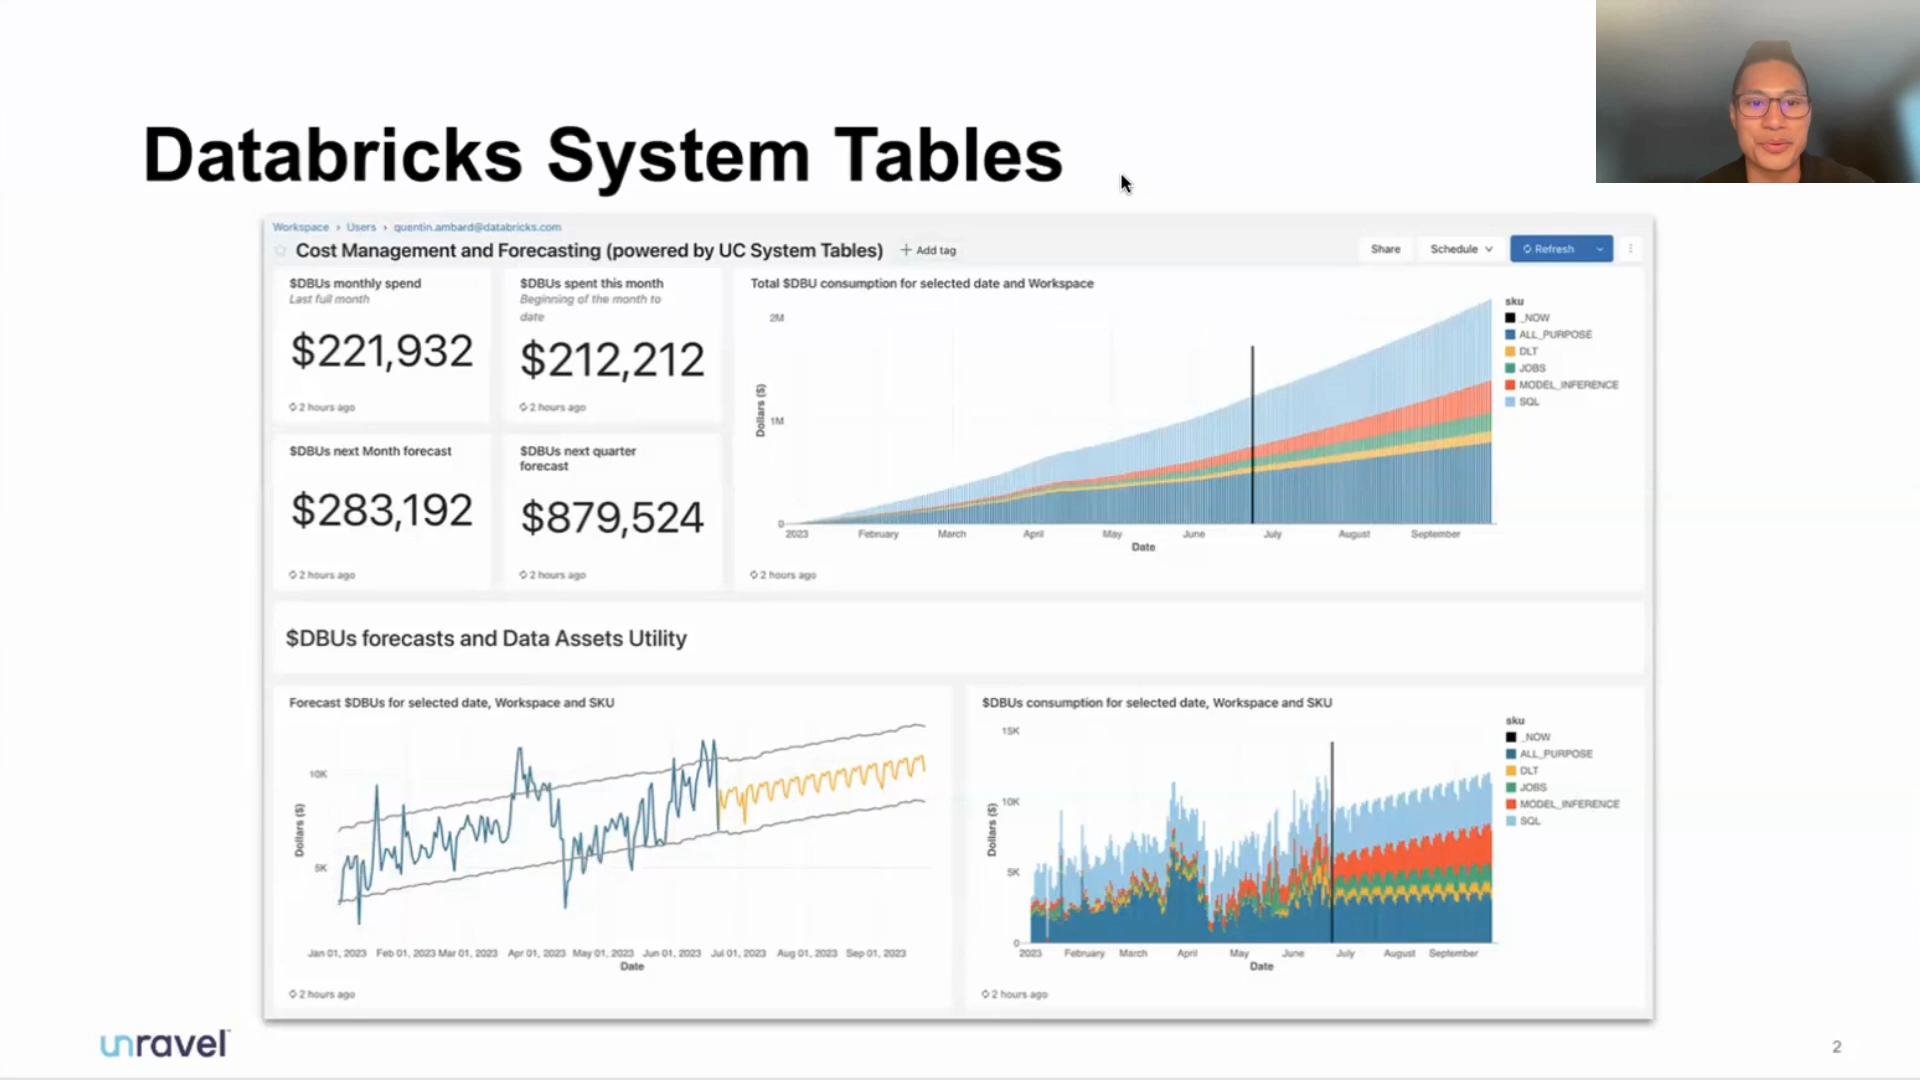 Databricks System Tables
Workspace › Users › quentin.ambard@databricks.com
Cost Management and Forecasting (powered by UC System Tables)
+ Add tag
Share
Schedule
Refresh
$DBUs monthly spend
Last full month
$221,932
2 hours ago
$DBUs spent this month
Beginning of the month to
date
$212,212
2 hours ago
$DBUs next Month forecast
$283,192
2 hours ago
$DBUs next quarter
forecast
$879,524
2 hours ago
Total $DBU consumption for selected date and Workspace
2M
1M
0
Dollars ($)
2023 February March April May June July August September
Date
sku
_NOW
ALL_PURPOSE
DLT
JOBS
MODEL_INFERENCE
SQL
2 hours ago
$DBUs forecasts and Data Assets Utility
Forecast $DBUs for selected date, Workspace and SKU
10K
5K
Dollars ($)
Jan 01, 2023 Feb 01, 2023 Mar 01, 2023 Apr 01, 2023 May 01, 2023 Jun 01, 2023 Jul 01, 2023 Aug 01, 2023 Sep 01, 2023
Date
2 hours ago
$DBUs consumption for selected date, Workspace and SKU
15K
10K
5K
0
Dollars ($)
2023 February March April May June July August September
Date
sku
_NOW
ALL_PURPOSE
DLT
JOBS
MODEL_INFERENCE
SQL
2 hours ago
unravel
2